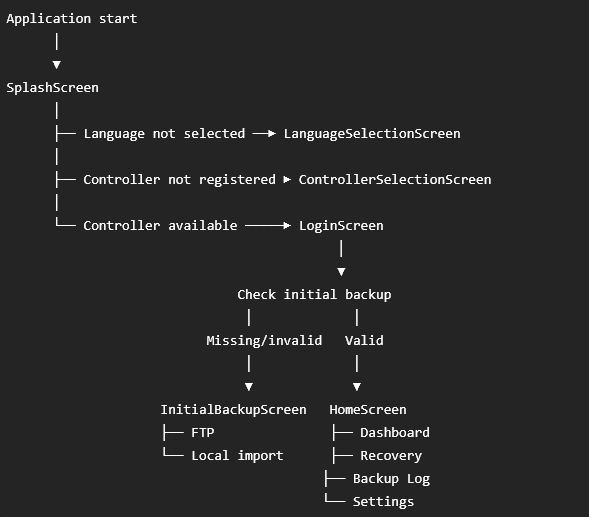 Application start
SplashScreen
Language not selected LanguageSelectionScreen
Controller not registered ControllerSelectionScreen
Controller available LoginScreen
Check initial backup
Missing/invalid Valid
InitialBackupScreen HomeScreen
FTP Dashboard
Local import Recovery
Backup Log
Settings